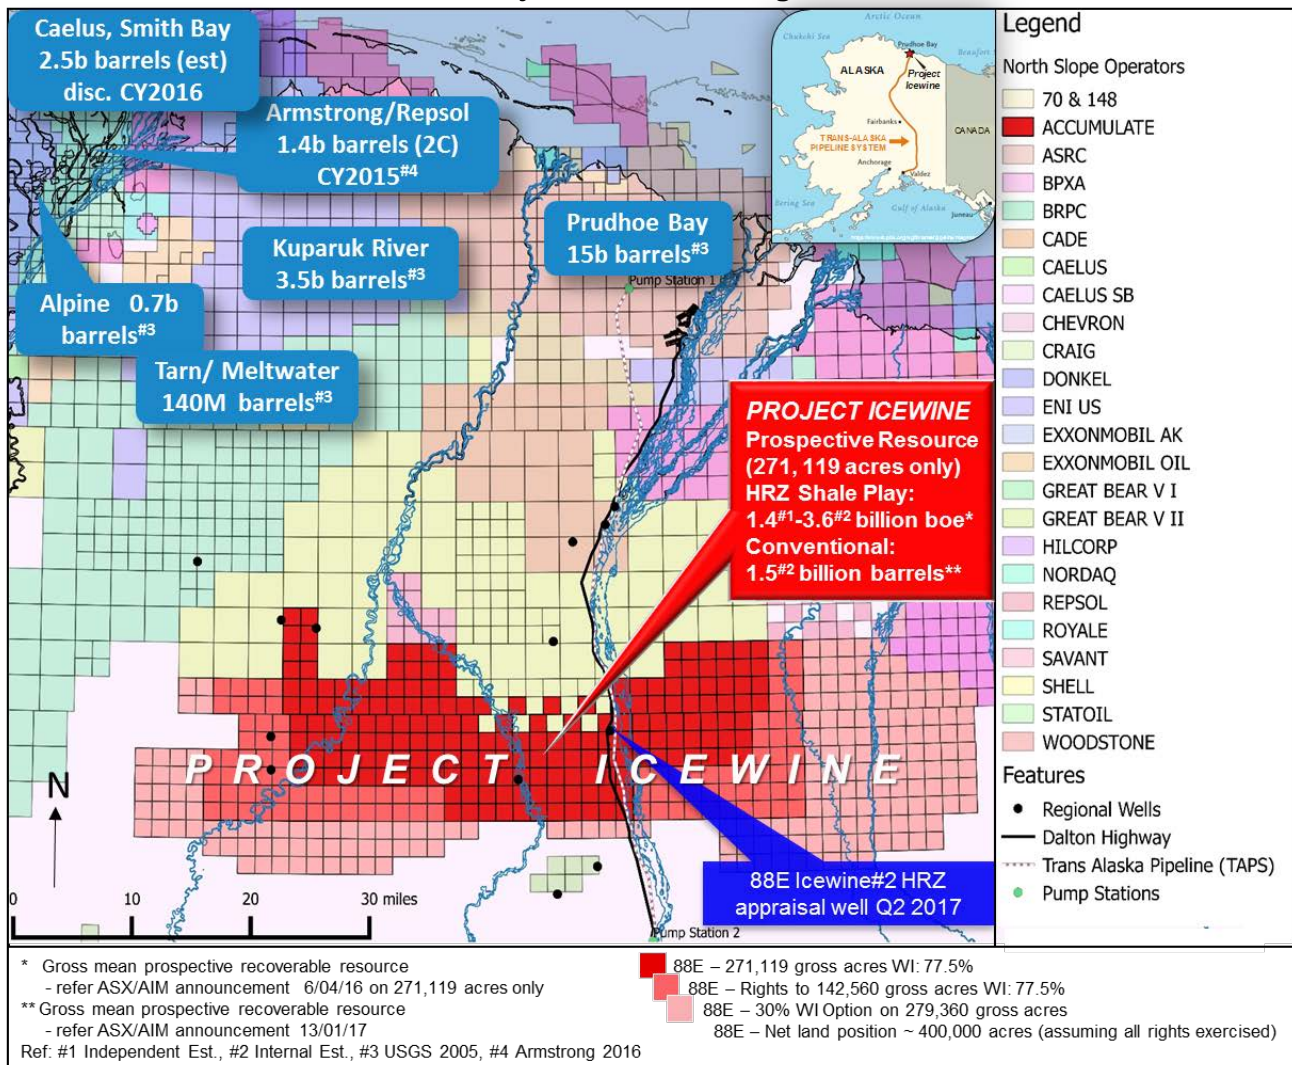 Caelus, Smith Bay
2.5b barrels (est)
disc. CY2016
Armstrong/Repsol
1.4b barrels (2C)
CY2015#4
Kuparuk River
3.5b barrels#3
Prudhoe Bay
15b barrels#3
Pump Station 1
Alpine 0.7b
barrels#3
Tarn/ Meltwater
140M barrels#3
PROJECT ICEWINE
Prospective Resource
(271, 119 acres only)
HRZ Shale Play:
1.4#1-3.6#2 billion boe*
Conventional:
1.5#2 billion barrels**
PROJECT ICEWINE
88E Icewine#2 HRZ
appraisal well Q2 2017
Pump Station 2
N
0 10 20 30 miles
Arctic Ocean
Chukchi Sea
Prudhoe Bay
Beaufort
ALASKA
Project
Icewine
Fairbanks
CANADA
TRANS-ALASKA
PIPELINE SYSTEM
Anchorage
Valdez
Bering Sea
Gulf of Alaska
Juneau
Legend
North Slope Operators
70 & 148
ACCUMULATE
ASRC
BPXA
BRPC
CADE
CAELUS
CAELUS SB
CHEVRON
CRAIG
DONKEL
ENI US
EXXONMOBIL AK
EXXONMOBIL OIL
GREAT BEAR V I
GREAT BEAR V II
HILCORP
NORDAQ
REPSOL
ROYALE
SAVANT
SHELL
STATOIL
WOODSTONE
Features
Regional Wells
Dalton Highway
Trans Alaska Pipeline (TAPS)
Pump Stations
* Gross mean prospective recoverable resource
- refer ASX/AIM announcement 6/04/16 on 271,119 acres only
** Gross mean prospective recoverable resource
- refer ASX/AIM announcement 13/01/17
Ref: #1 Independent Est., #2 Internal Est., #3 USGS 2005, #4 Armstrong 2016
88E – 271,119 gross acres WI: 77.5%
88E – Rights to 142,560 gross acres WI: 77.5%
88E – 30% WI Option on 279,360 gross acres
88E – Net land position ~ 400,000 acres (assuming all rights exercised)